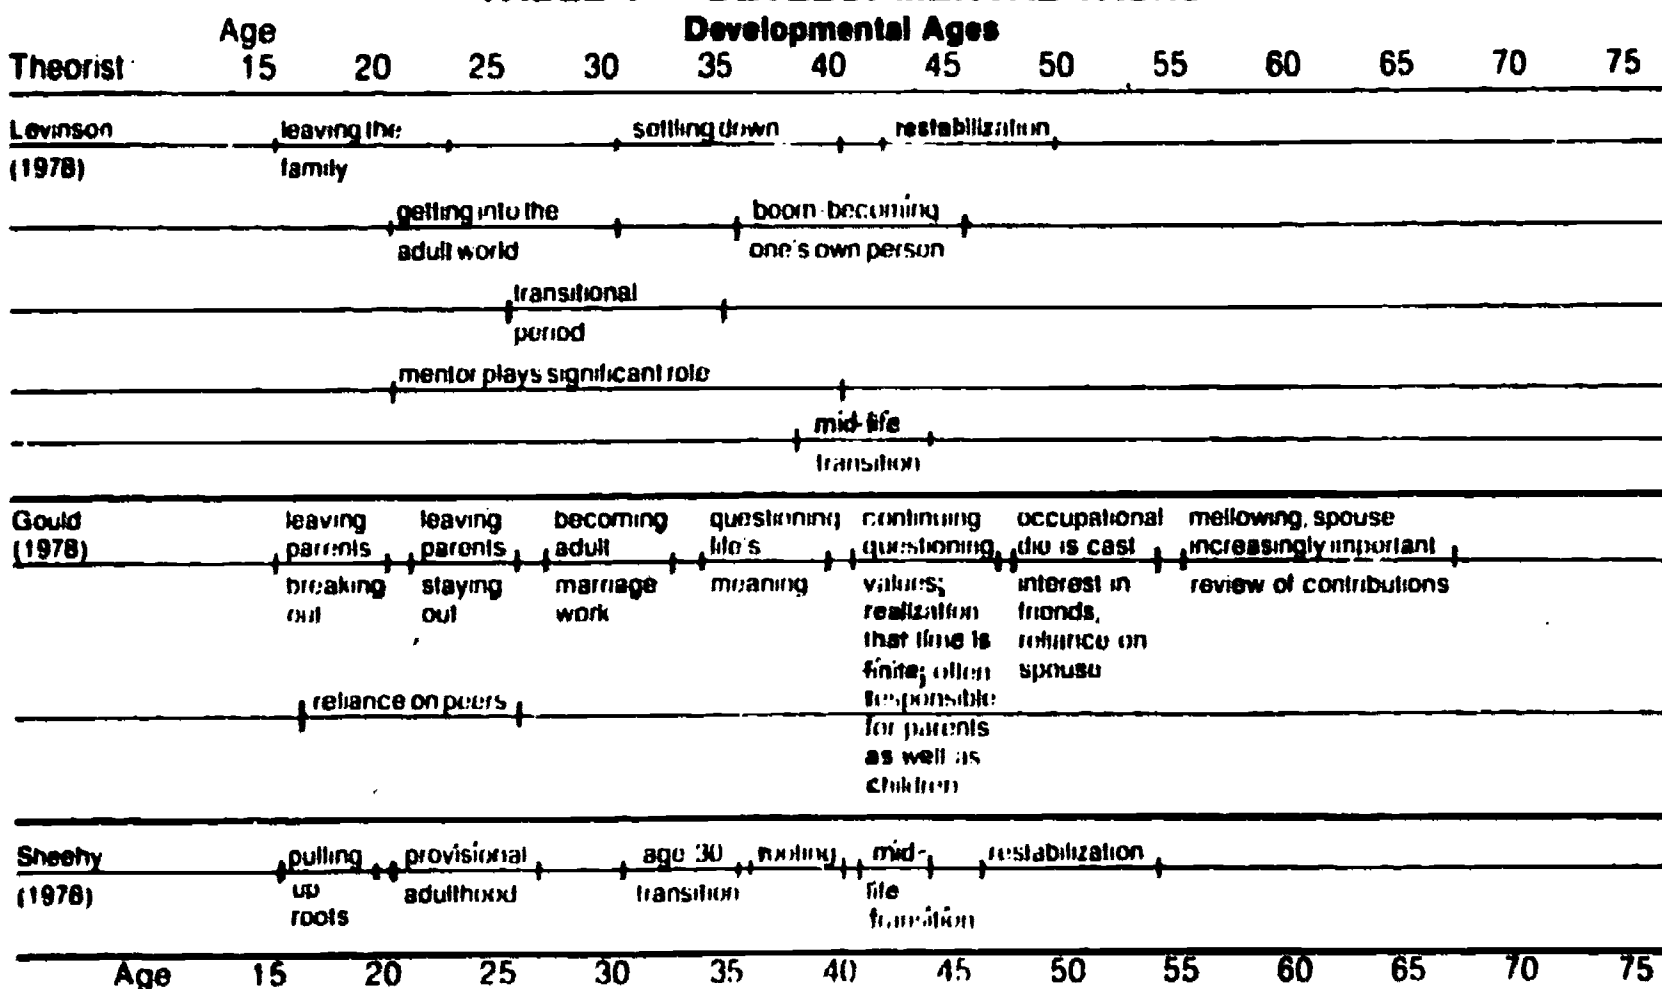 Age Developmental Ages
Theorist 15 20 25 30 35 40 45 50 55 60 65 70 75
Levinson leaving the settling down restabilization
(1978) family
getting into the boom-becoming
adult world one's own person
transitional
period
mentor plays significant role
mid-life
transition
Gould leaving leaving becoming questioning continuing occupational mellowing, spouse
(1978) parents parents adult life's questioning die is cast increasingly important
breaking staying marriage meaning values; interest in review of contributions
out out work realization friends,
that time is reliance on
finite; often spouse
reliance on peers responsible
for parents
as well as
children
Sheehy pulling provisional age 30 rooting mid- restabilization
(1976) up adulthood transition life
roots transition
Age 15 20 25 30 35 40 45 50 55 60 65 70 75